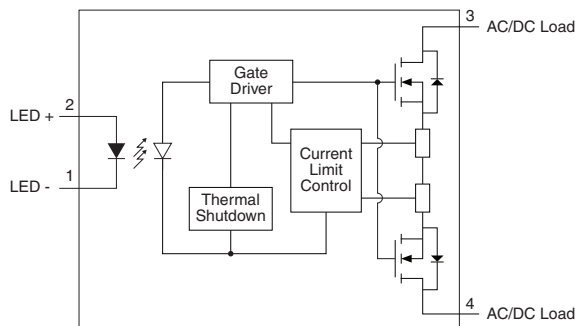 3
AC/DC Load
Gate
Driver
2
LED +
1
LED -
Current
Limit
Control
Thermal
Shutdown
4
AC/DC Load